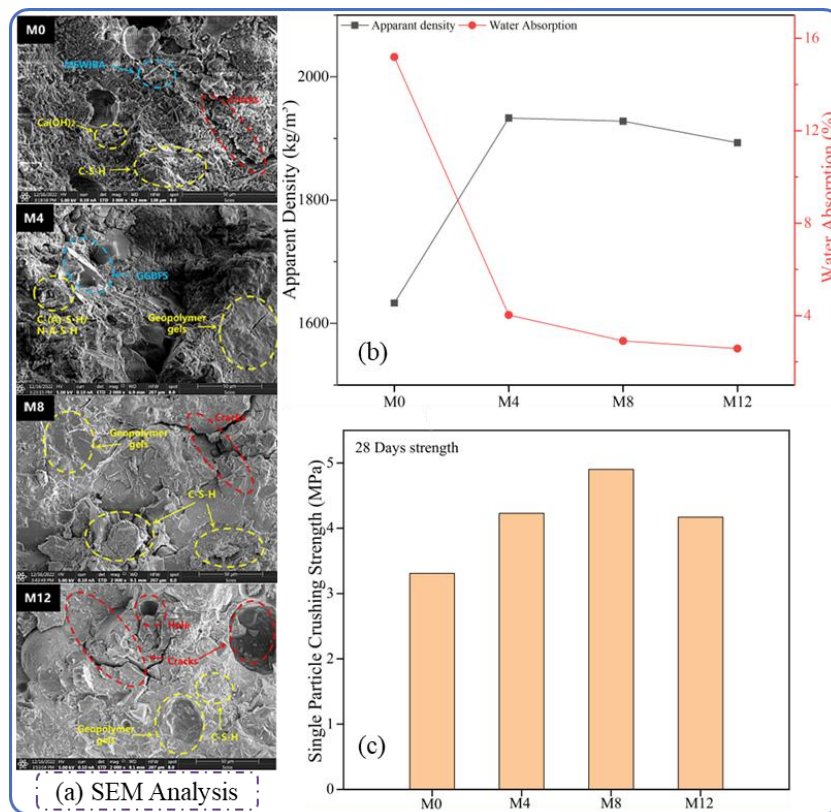 M0
MSWIBA
Cracks
Ca(OH)₂
C-S-H
50 μm
M4
GGBFS
C-(A)-S-H/
N-A-S-H
Geopolymer
gels
M8
Cracks
Geopolymer
gels
C-S-H
M12
Hole
Cracks
C-S-H
Geopolymer
gels
(a) SEM Analysis
Apparant density
Water Absorption
2000
1800
1600
Apparent Density (kg/m³)
16
12
8
4
Water Absorption (%)
(b)
M0 M4 M8 M12
28 Days strength
5
4
3
2
1
0
Single Particle Crushing Strength (MPa)
(c)
M0 M4 M8 M12